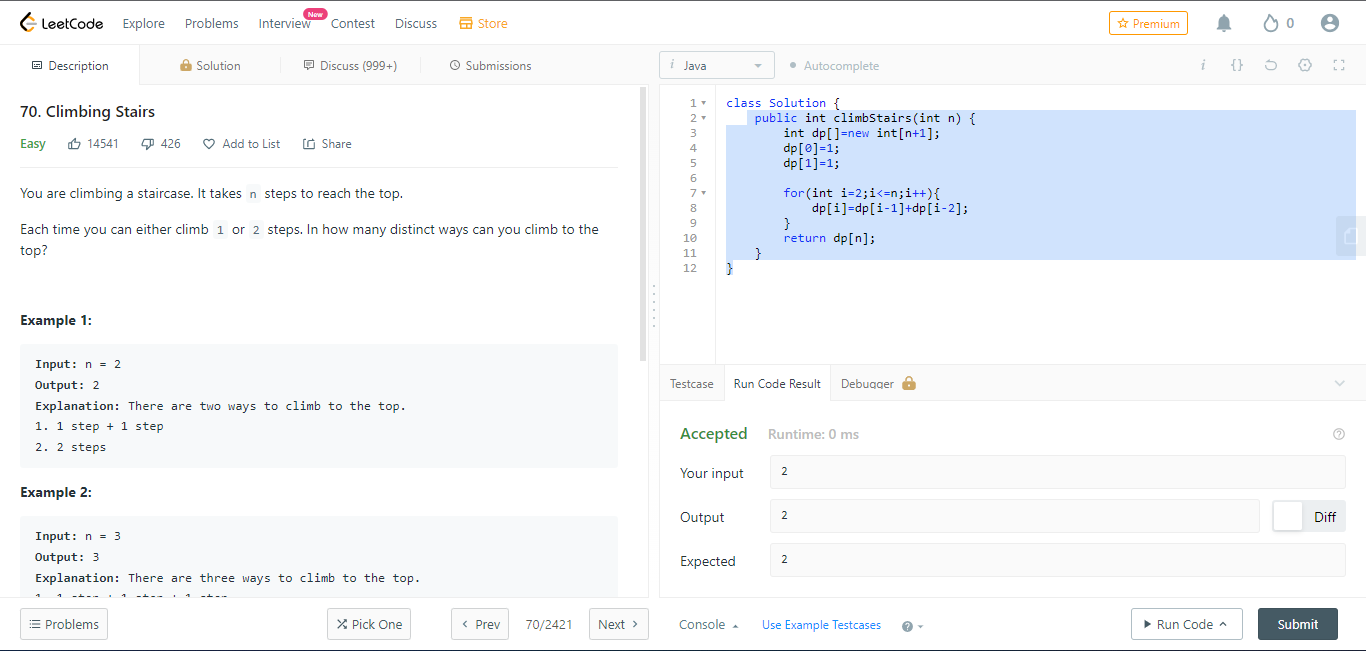 LeetCode Explore Problems Interview New Contest Discuss Store Premium 0
Description Solution Discuss (999+) Submissions
70. Climbing Stairs
Easy 14541 426 Add to List Share
You are climbing a staircase. It takes n steps to reach the top.
Each time you can either climb 1 or 2 steps. In how many distinct ways can you climb to the
top?
Example 1:
Input: n = 2
Output: 2
Explanation: There are two ways to climb to the top.
1. 1 step + 1 step
2. 2 steps
Example 2:
Input: n = 3
Output: 3
Explanation: There are three ways to climb to the top.
1. 1 step + 1 step + 1 step
Problems Pick One < Prev 70/2421 Next >
i Java Autocomplete i {}
1 class Solution {
2 public int climbStairs(int n) {
3 int dp[]=new int[n+1];
4 dp[0]=1;
5 dp[1]=1;
6
7 for(int i=2;i<=n;i++){
8 dp[i]=dp[i-1]+dp[i-2];
9 }
10 return dp[n];
11 }
12 }
Testcase Run Code Result Debugger
Accepted Runtime: 0 ms
Your input 2
Output 2 Diff
Expected 2
Console Use Example Testcases ? Run Code Submit